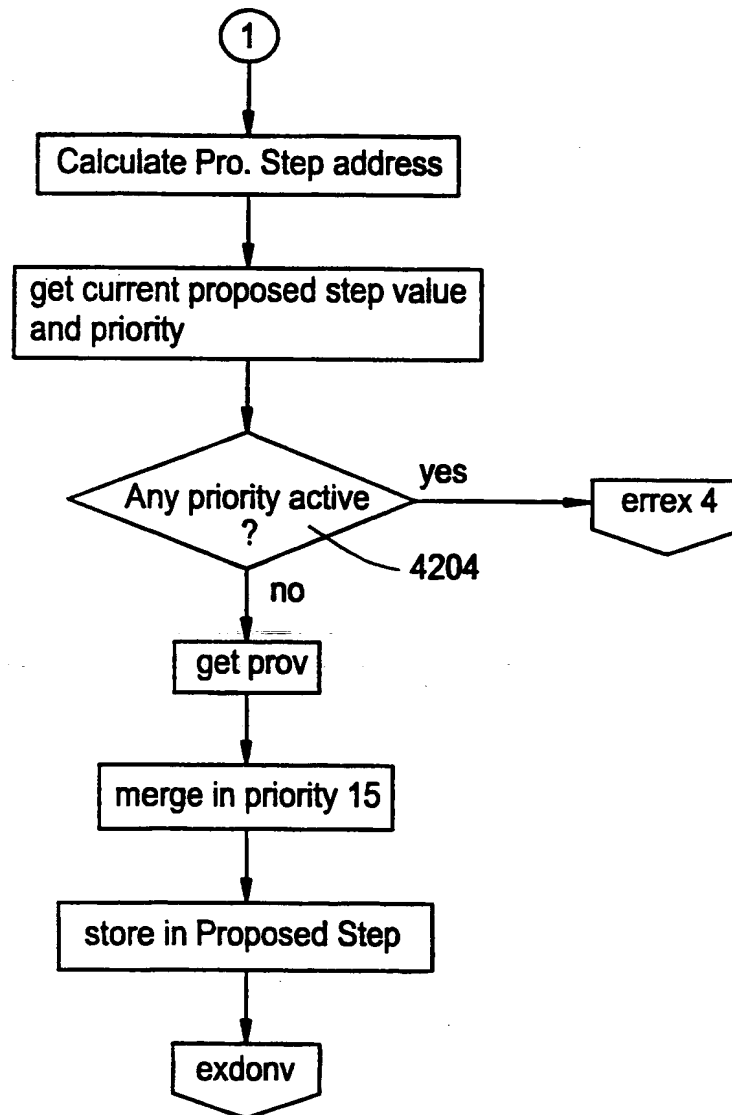 1
Calculate Pro. Step address
get current proposed step value
and priority
Any priority active
?
yes
errex 4
4204
no
get prov
merge in priority 15
store in Proposed Step
exdonv